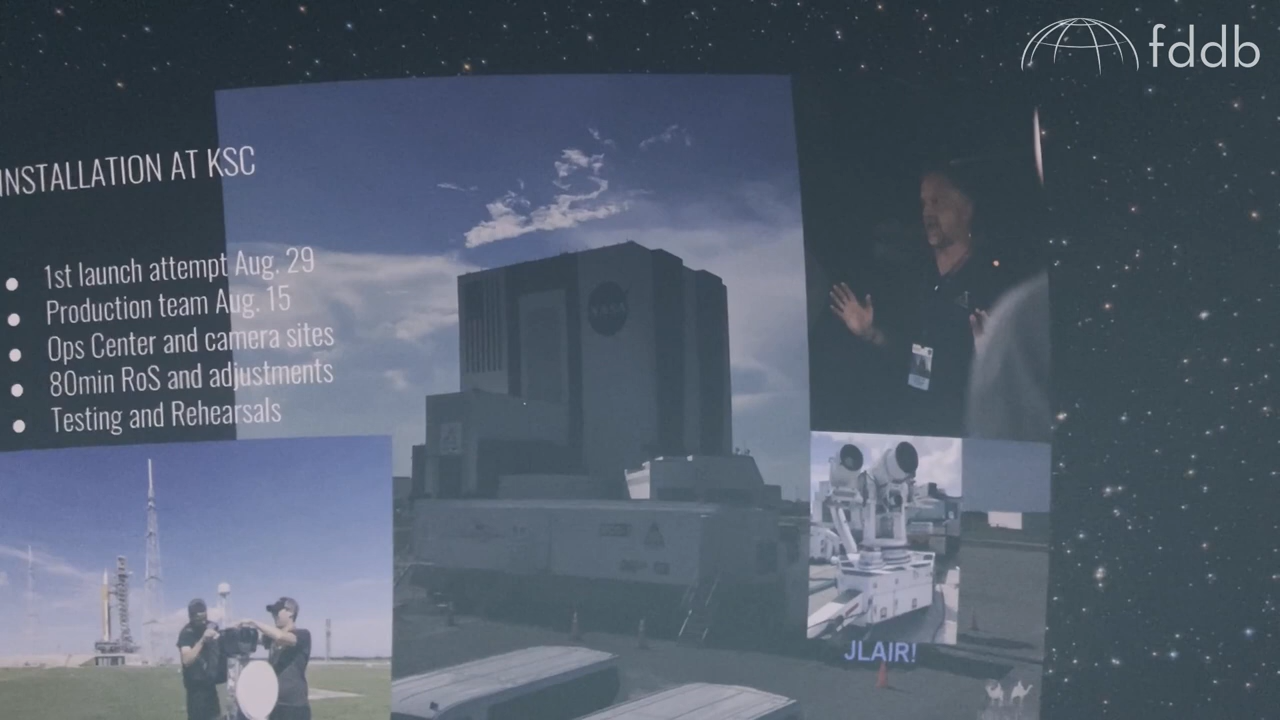 fddb
INSTALLATION AT KSC
1st launch attempt Aug. 29
Production team Aug. 15
Ops Center and camera sites
80min RoS and adjustments
Testing and Rehearsals
NASA
JLAIR!